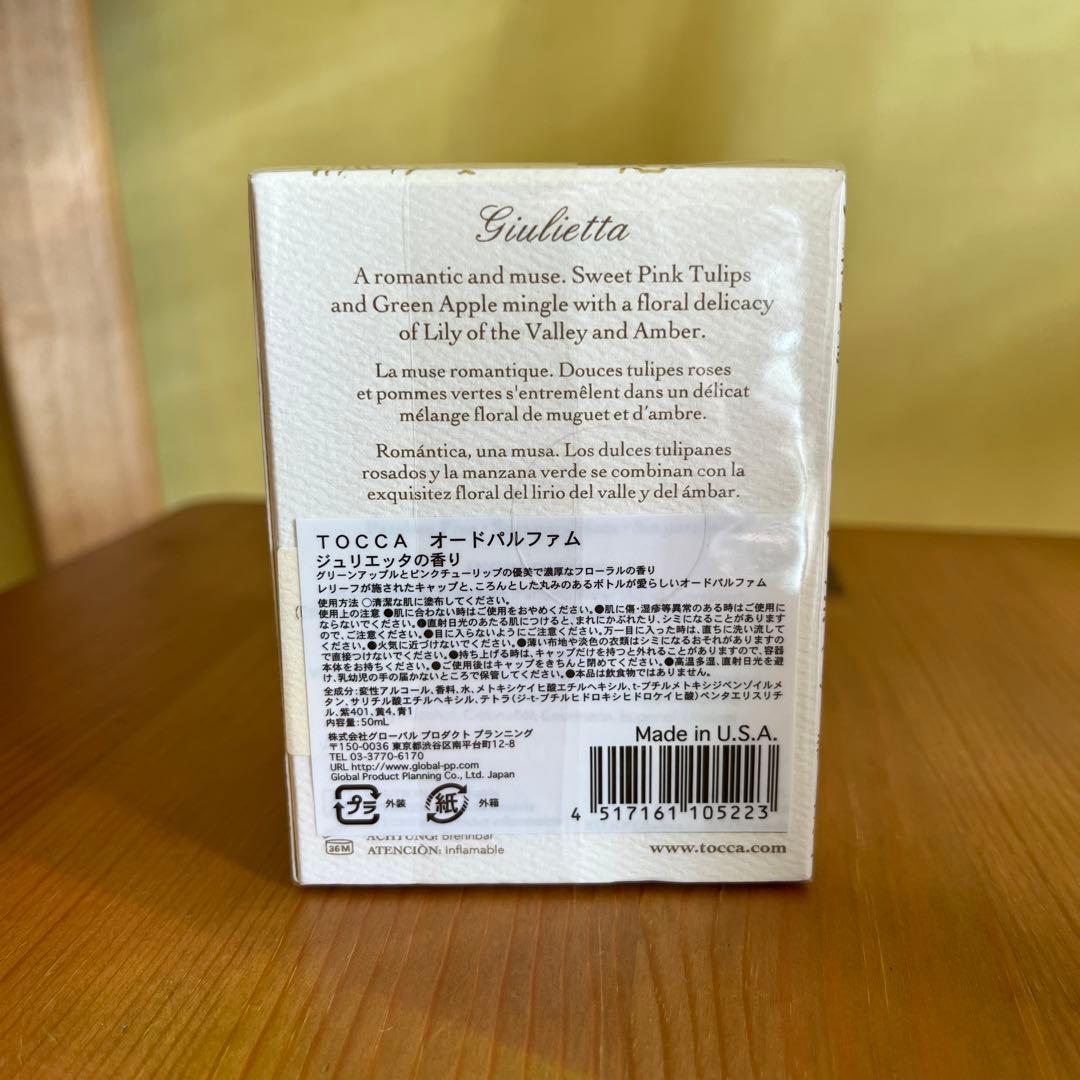 Giulietta
A romantic and muse. Sweet Pink Tulips
and Green Apple mingle with a floral delicacy
of Lily of the Valley and Amber.
La muse romantique. Douces tulipes roses
et pommes vertes s'entremêlent dans un délicat
mélange floral de muguet et d'ambre.
Romántica, una musa. Los dulces tulipanes
rosados y la manzana verde se combinan con la
exquisitez floral del lirio del valle y del ámbar.
TOCCA オードパルファム
ジュリエッタの香り
グリーンアップルとピンクチューリップの優美で濃厚なフローラルの香り
レリーフが施されたキャップと、ころんとした丸みのあるボトルが愛らしいオードパルファム
使用方法 〇清潔な肌に塗布してください。
使用上の注意 ●肌に合わない時はご使用をおやめください。●肌に傷・湿疹等異常のある時はご使用に
ならないでください。●直射日光のあたる肌につけると、まれにかぶれたり、シミになることがあります
ので、ご注意ください。●目に入らないようにご注意ください。万一目に入った時は、直ちに洗い流して
ください。●火気に近づけないでください。●薄い布地や淡色の衣類はシミになるおそれがありますの
で直接つけないでください。●持ち上げる時は、キャップだけを持つと外れることがありますので、容器
本体をお持ちください。●ご使用後はキャップをきちんと閉めてください。●高温多湿、直射日光を避
け、乳幼児の手の届かないところで保管してください。●本品は飲食物ではありません。
全成分:変性アルコール、香料、水、メトキシケイヒ酸エチルヘキシル、t-ブチルメトキシジベンゾイルメ
タン、サリチル酸エチルヘキシル、テトラ(ジ-t-ブチルヒドロキシヒドロケイヒ酸)ペンタエリスリチ
ル、紫401、黄4、青1
内容量:50mL
株式会社グローバル プロダクト プランニング
〒150-0036 東京都渋谷区南平台町12-8
TEL 03-3770-6170
URL http://www.global-pp.com
Global Product Planning Co., Ltd. Japan
Made in U.S.A.
プラ 外装 紙 外箱
4 517161 105223
ACHTUNG: brennbar
36M ATENCIÒN: inflamable
www.tocca.com